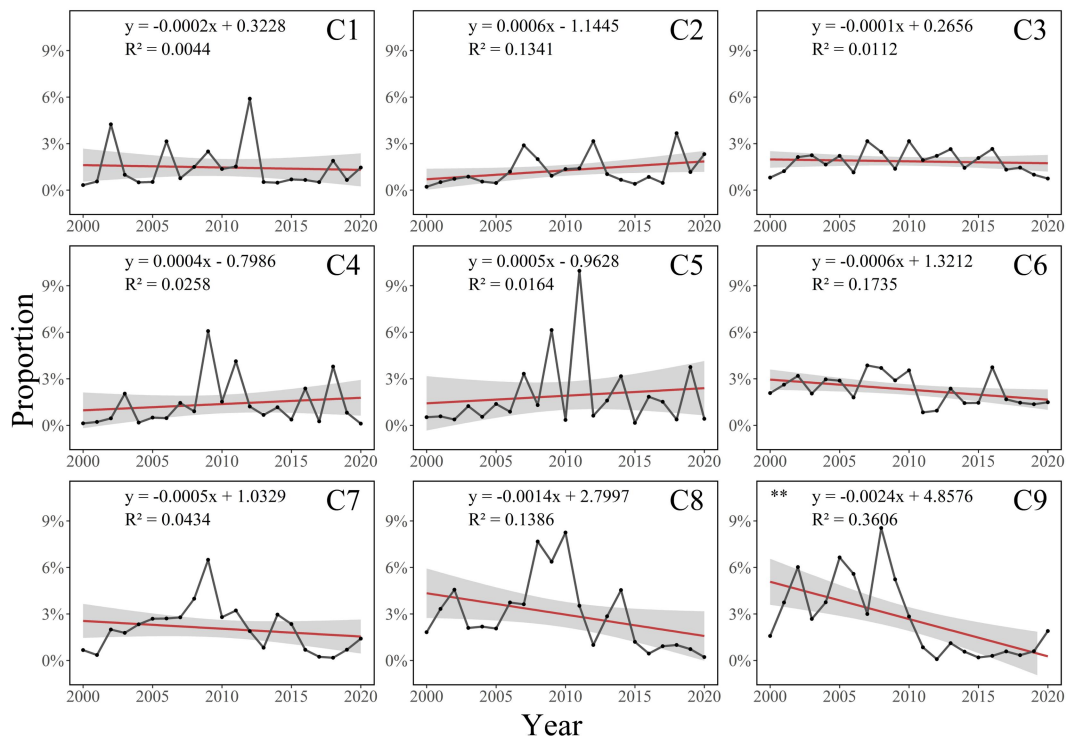 y = -0.0002x + 0.3228 C1
R² = 0.0044
y = 0.0006x - 1.1445 C2
R² = 0.1341
y = -0.0001x + 0.2656 C3
R² = 0.0112
9%
6%
3%
0%
2000 2005 2010 2015 2020
2000 2005 2010 2015 2020
2000 2005 2010 2015 2020
y = 0.0004x - 0.7986 C4
R² = 0.0258
y = 0.0005x - 0.9628 C5
R² = 0.0164
y = -0.0006x + 1.3212 C6
R² = 0.1735
9%
6%
3%
0%
9%
6%
3%
0%
9%
6%
3%
0%
2000 2005 2010 2015 2020
2000 2005 2010 2015 2020
2000 2005 2010 2015 2020
y = -0.0005x + 1.0329 C7
R² = 0.0434
y = -0.0014x + 2.7997 C8
R² = 0.1386
** y = -0.0024x + 4.8576 C9
R² = 0.3606
9%
6%
3%
0%
9%
6%
3%
0%
9%
6%
3%
0%
2000 2005 2010 2015 2020
2000 2005 2010 2015 2020
2000 2005 2010 2015 2020
9%
6%
3%
0%
9%
6%
3%
0%
Proportion
Year